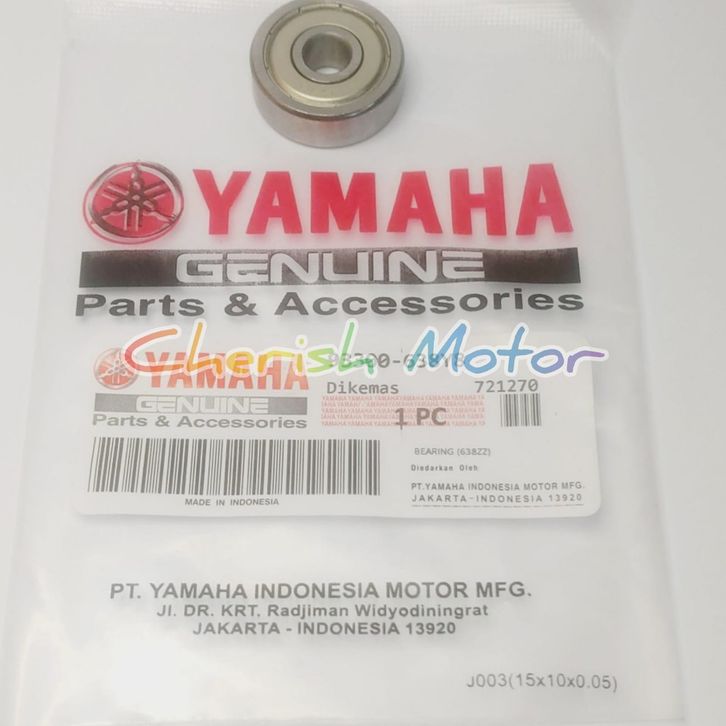 YAMAHA
GENUINE
Parts & Accessories
Cherish Motor
YAMAHA
GENUINE
Parts & Accessories
MADE IN INDONESIA
93300-638Y8
Dikemas 721270
1 PC
BEARING (638ZZ)
Diedarkan Oleh
PT.YAMAHA INDONESIA MOTOR MFG.
JAKARTA-INDONESIA 13920
PT. YAMAHA INDONESIA MOTOR MFG.
Jl. DR. KRT. Radjiman Widyodiningrat
JAKARTA - INDONESIA 13920
J003(15x10x0.05)